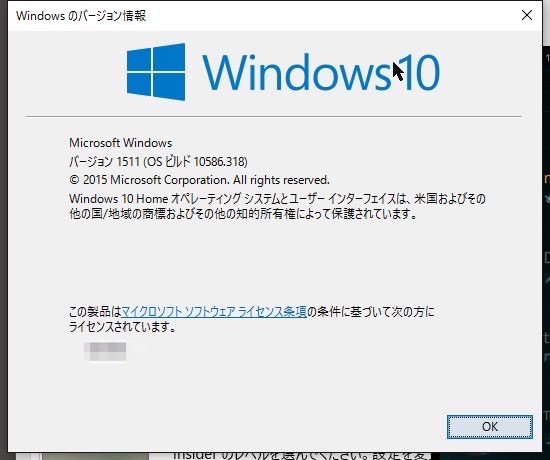 Windows のバージョン情報
Windows 10
Microsoft Windows
バージョン 1511 (OS ビルド 10586.318)
© 2015 Microsoft Corporation. All rights reserved.
Windows 10 Home オペレーティング システムとユーザー インターフェイスは、米国およびその
他の国/地域の商標およびその他の知的所有権によって保護されています。
この製品はマイクロソフト ソフトウェア ライセンス条項の条件に基づいて次の方に
ライセンスされています。
OK
Insider のレベルを選んでください。設定を変